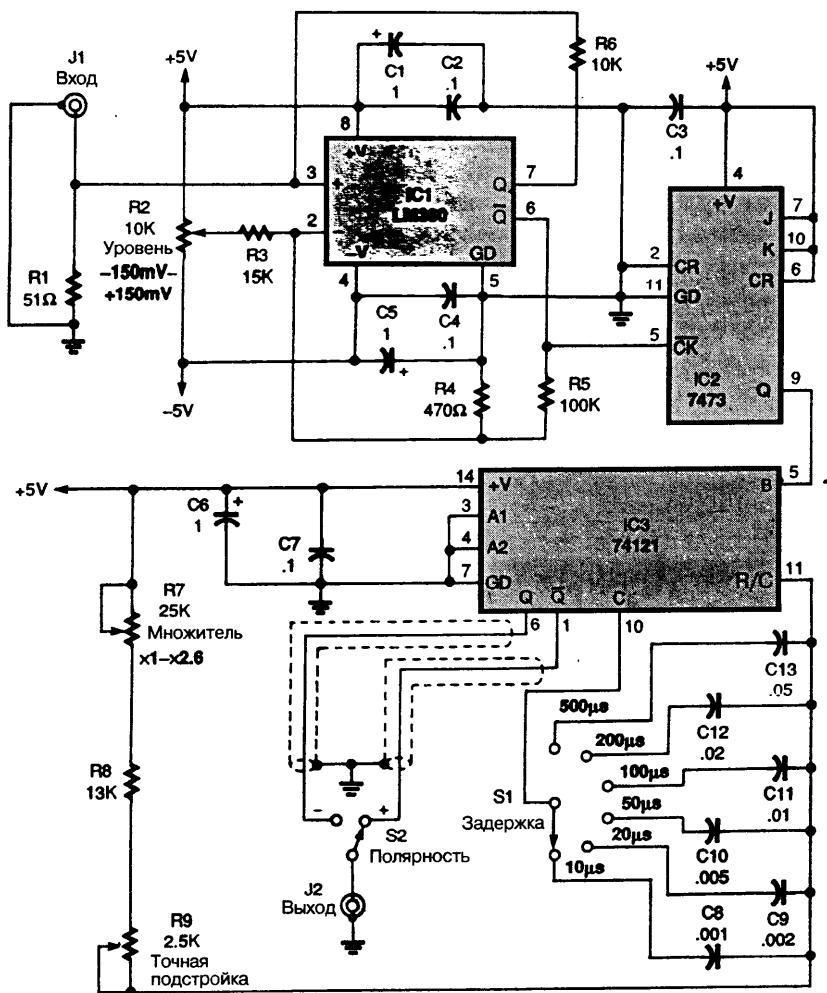 J1
Вход
+5V
C1
1
+
C2
.1
R6
10K
+5V
C3
.1
8
+V
3
+
IC1
LM360
Q
7
Q
6
2
−
−V
GD
4
5
R2
10K
Уровень
−150mV−
+150mV
R3
15K
R1
51Ω
C5
1
+
C4
.1
R4
470Ω
R5
100K
−5V
4
+V
J
7
K
10
CR
6
2
CR
11
GD
5
CK
IC2
7473
Q
9
+5V
C6
1
+
C7
.1
14
+V
3
A1
4
A2
7
GD
IC3
74121
B
5
R/C
11
Q
Q
C
6
1
10
R7
25K
Множитель
x1−x2.6
R8
13K
R9
2.5K
Точная
подстройка
−
+
S2
Полярность
J2
Выход
S1
Задержка
500µs
200µs
100µs
50µs
20µs
10µs
C13
.05
C12
.02
C11
.01
C10
.005
C8
.001
C9
.002